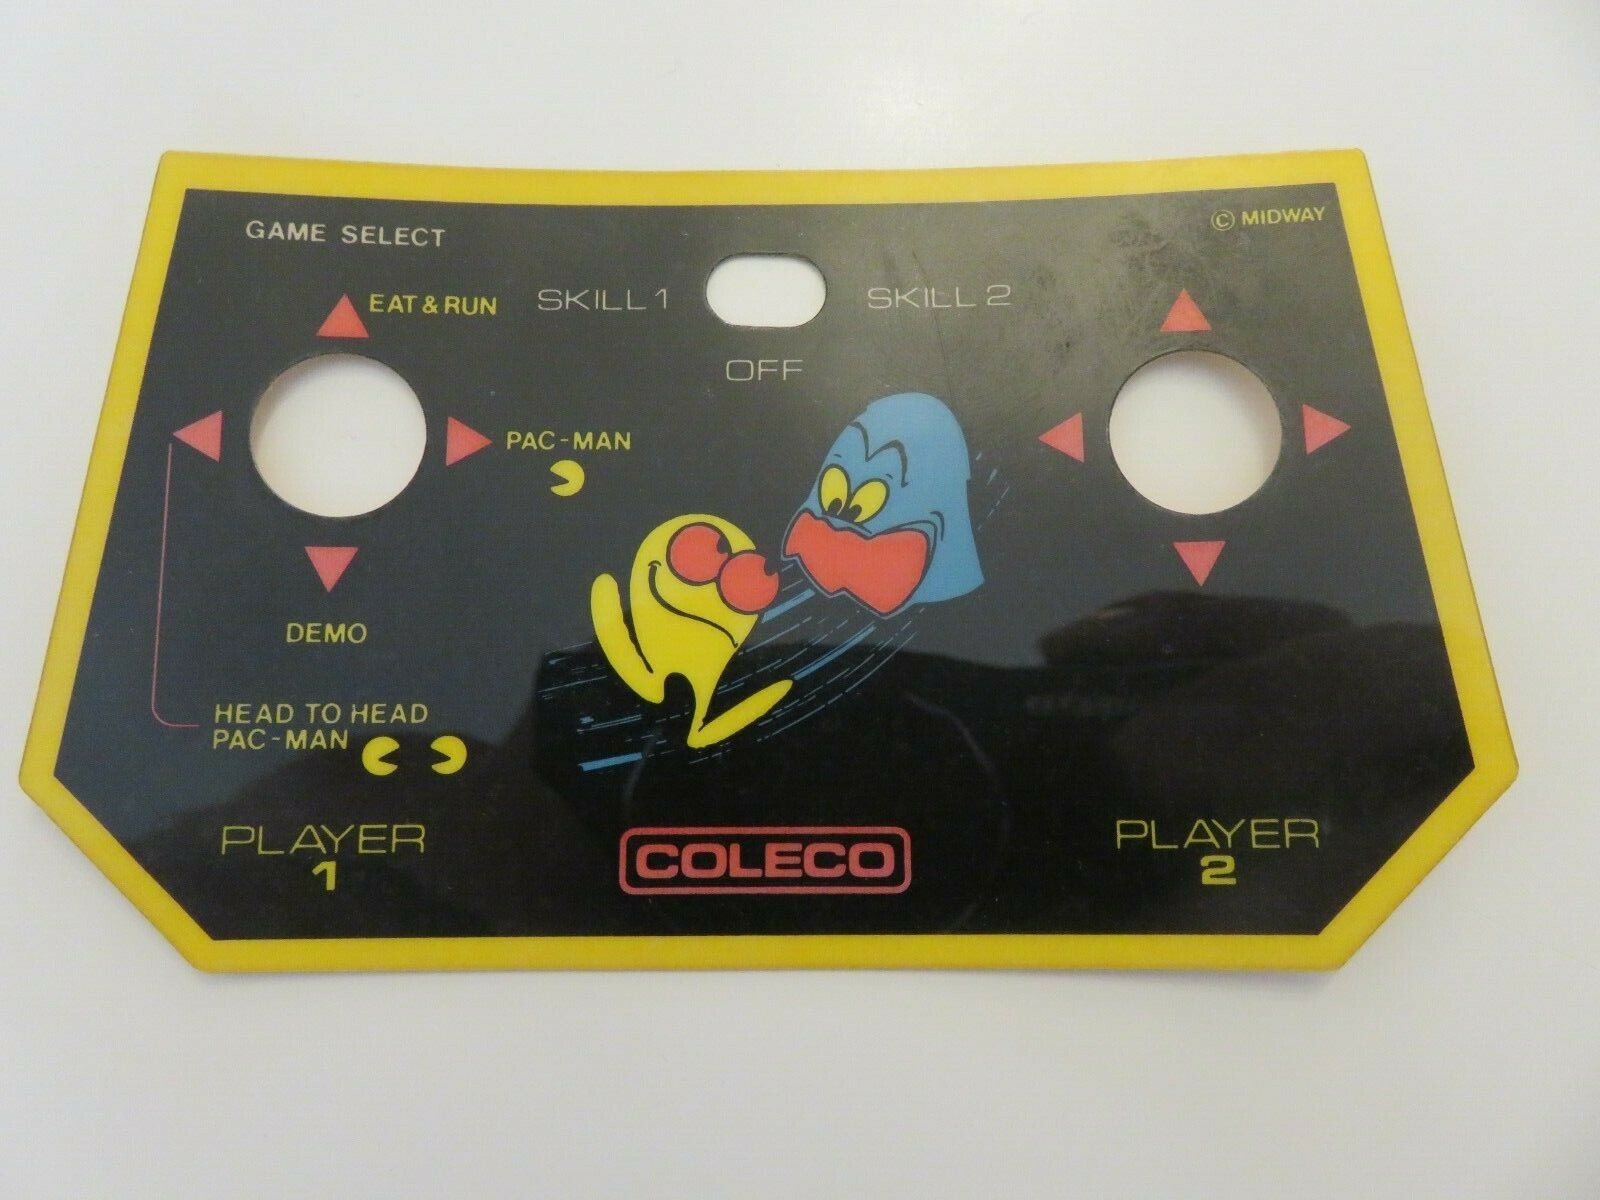 GAME SELECT
© MIDWAY
EAT & RUN
SKILL 1
SKILL 2
OFF
PAC-MAN
DEMO
HEAD TO HEAD
PAC-MAN
PLAYER
1
COLECO
PLAYER
2